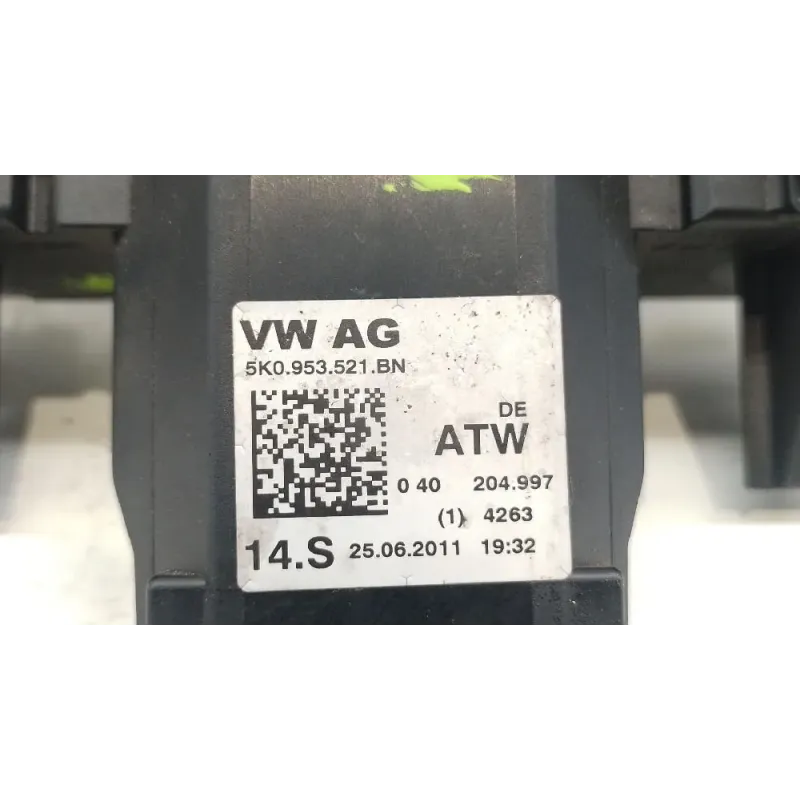 VW AG
5K0.953.521.BN
DE
ATW
0 40 204.997
(1) 4263
14.S 25.06.2011 19:32